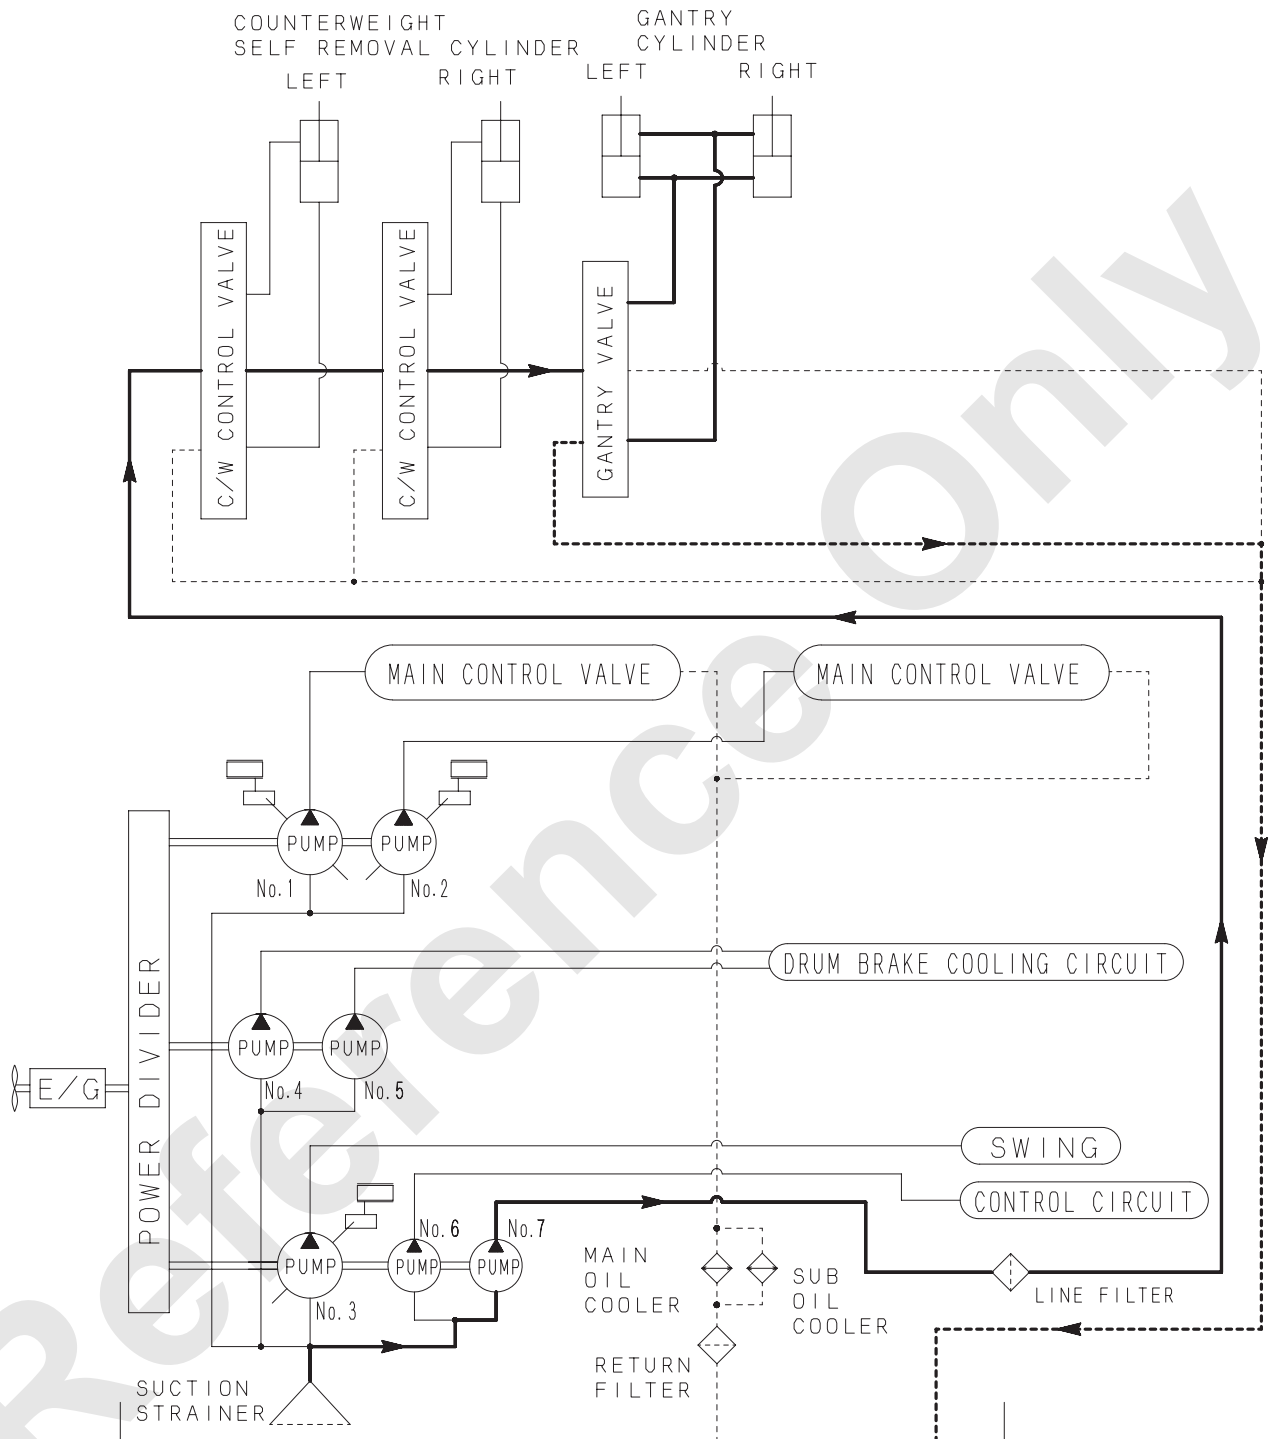 COUNTERWEIGHT
SELF REMOVAL CYLINDER
LEFT
RIGHT
GANTRY
CYLINDER
LEFT
RIGHT
C/W CONTROL VALVE
C/W CONTROL VALVE
GANTRY VALVE
MAIN CONTROL VALVE
MAIN CONTROL VALVE
PUMP
PUMP
No.1
No.2
DRUM BRAKE COOLING CIRCUIT
POWER DIVIDER
E/G
PUMP
PUMP
No.4
No.5
SWING
CONTROL CIRCUIT
No.6
No.7
PUMP
PUMP
PUMP
No.3
MAIN
OIL
COOLER
SUB
OIL
COOLER
LINE FILTER
RETURN
FILTER
SUCTION
STRAINER
Reference Only